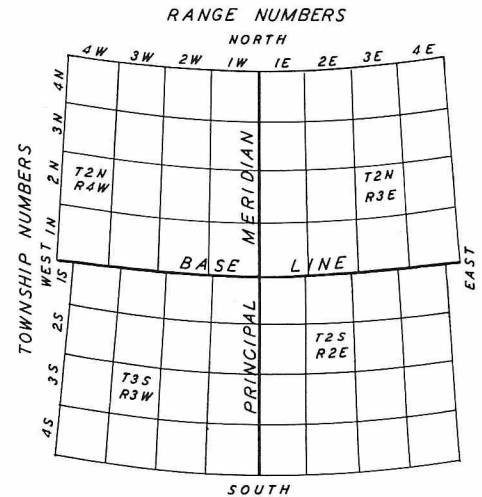 RANGE NUMBERS
NORTH
4W 3W 2W 1W 1E 2E 3E 4E
TOWNSHIP NUMBERS
4N
3N
2N
1N
WEST
1S
2S
3S
4S
T2N
R4W
MERIDIAN
T2N
R3E
BASE LINE
EAST
PRINCIPAL
T2S
R2E
T3S
R3W
SOUTH